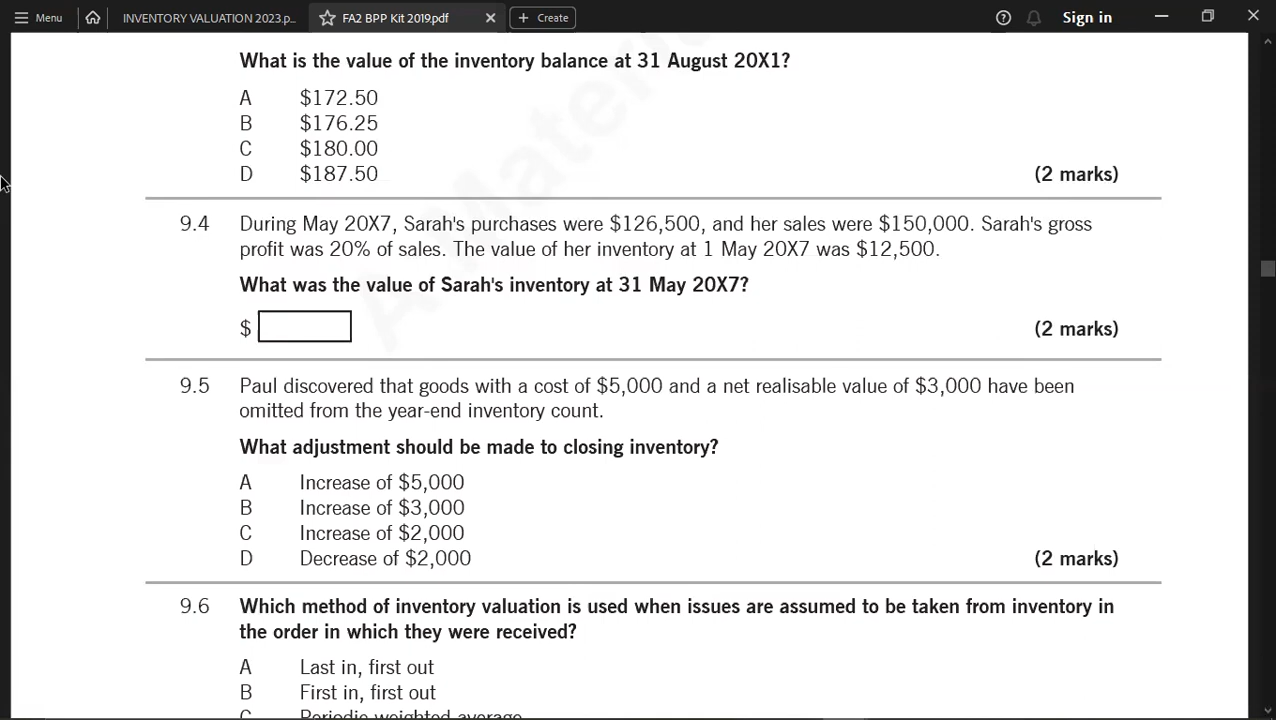 Menu
INVENTORY VALUATION 2023.p...
FA2 BPP Kit 2019.pdf
+ Create
Sign in
What is the value of the inventory balance at 31 August 20X1?
A $172.50
B $176.25
C $180.00
D $187.50 (2 marks)
9.4 During May 20X7, Sarah's purchases were $126,500, and her sales were $150,000. Sarah's gross
profit was 20% of sales. The value of her inventory at 1 May 20X7 was $12,500.
What was the value of Sarah's inventory at 31 May 20X7?
$ (2 marks)
9.5 Paul discovered that goods with a cost of $5,000 and a net realisable value of $3,000 have been
omitted from the year-end inventory count.
What adjustment should be made to closing inventory?
A Increase of $5,000
B Increase of $3,000
C Increase of $2,000
D Decrease of $2,000 (2 marks)
9.6 Which method of inventory valuation is used when issues are assumed to be taken from inventory in
the order in which they were received?
A Last in, first out
B First in, first out
C Periodic weighted average